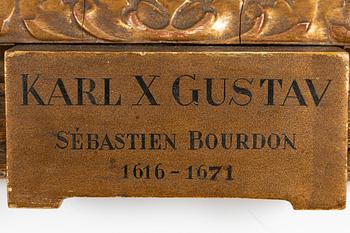 KARL X GUSTAV
SÉBASTIEN BOURDON
1616-1671